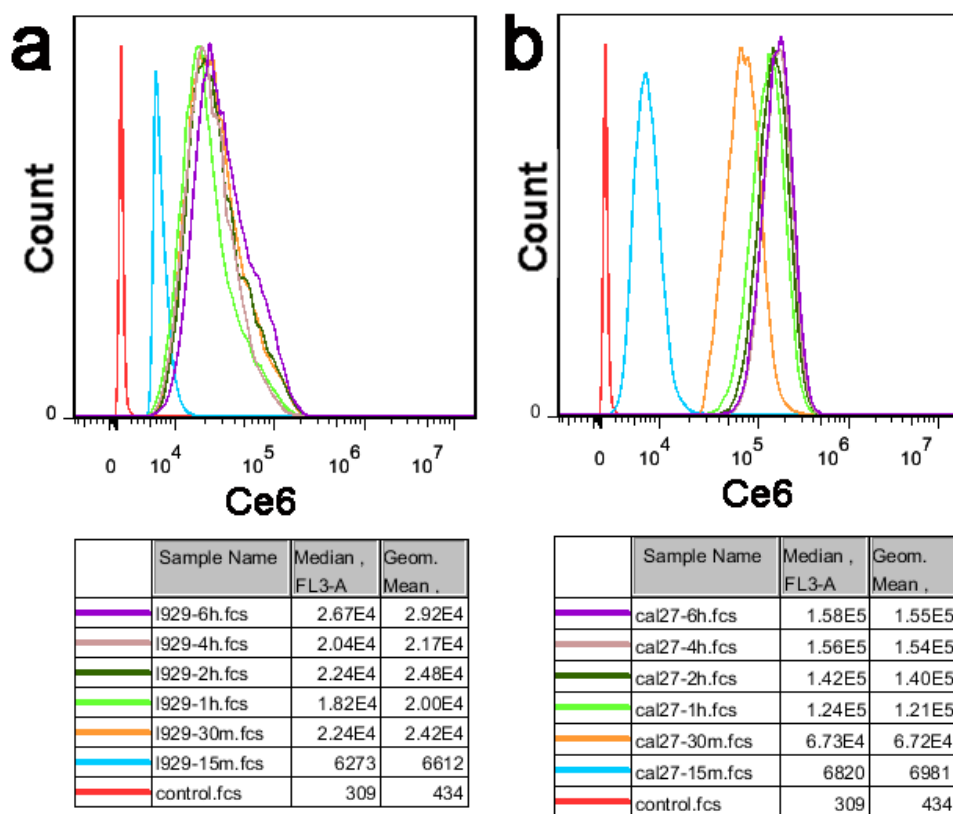 a
Count
0
0 10^4 10^5 10^6 10^7
Ce6
Sample Name Median , FL3-A Geom. Mean ,
l929-6h.fcs 2.67E4 2.92E4
l929-4h.fcs 2.04E4 2.17E4
l929-2h.fcs 2.24E4 2.48E4
l929-1h.fcs 1.82E4 2.00E4
l929-30m.fcs 2.24E4 2.42E4
l929-15m.fcs 6273 6612
control.fcs 309 434
b
Count
0
0 10^4 10^5 10^6 10^7
Ce6
Sample Name Median , FL3-A Geom. Mean ,
cal27-6h.fcs 1.58E5 1.55E5
cal27-4h.fcs 1.56E5 1.54E5
cal27-2h.fcs 1.42E5 1.40E5
cal27-1h.fcs 1.24E5 1.21E5
cal27-30m.fcs 6.73E4 6.72E4
cal27-15m.fcs 6820 6981
control.fcs 309 434